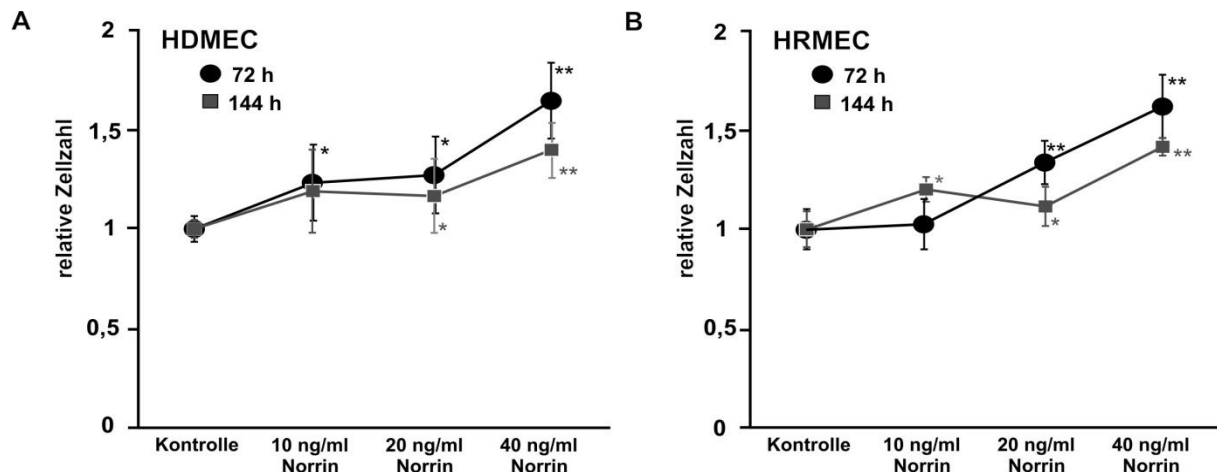 A
HDMEC
72 h
144 h
relative Zellzahl
2
1,5
1
0,5
0
*
*
**
*
**
Kontrolle
10 ng/ml
Norrin
20 ng/ml
Norrin
40 ng/ml
Norrin
B
HRMEC
72 h
144 h
relative Zellzahl
2
1,5
1
0,5
0
*
**
**
*
**
Kontrolle
10 ng/ml
Norrin
20 ng/ml
Norrin
40 ng/ml
Norrin